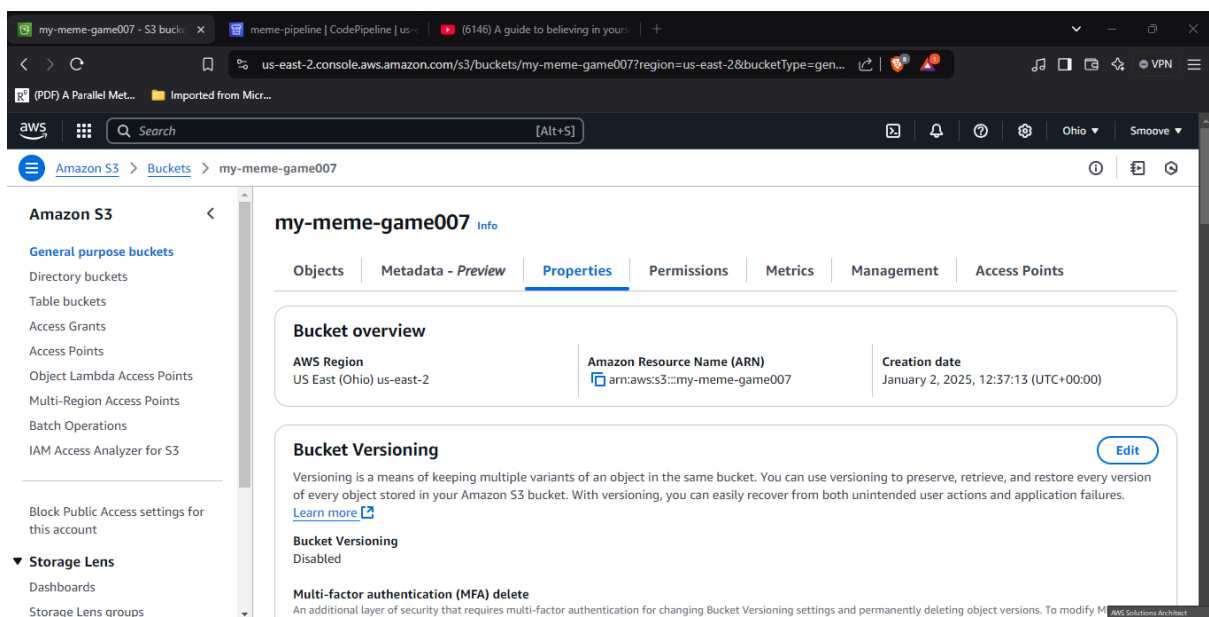 my-meme-game007 - S3 bucke
meme-pipeline | CodePipeline | us-e
(6146) A guide to believing in yours
us-east-2.console.aws.amazon.com/s3/buckets/my-meme-game007?region=us-east-2&bucketType=gen...
VPN
(PDF) A Parallel Met...
Imported from Micr...
aws
Search
[Alt+S]
Ohio
Smoove
Amazon S3 > Buckets > my-meme-game007
Amazon S3
General purpose buckets
Directory buckets
Table buckets
Access Grants
Access Points
Object Lambda Access Points
Multi-Region Access Points
Batch Operations
IAM Access Analyzer for S3
Block Public Access settings for
this account
Storage Lens
Dashboards
Storage Lens groups
my-meme-game007 Info
Objects Metadata - Preview Properties Permissions Metrics Management Access Points
Bucket overview
AWS Region
US East (Ohio) us-east-2
Amazon Resource Name (ARN)
arn:aws:s3:::my-meme-game007
Creation date
January 2, 2025, 12:37:13 (UTC+00:00)
Bucket Versioning
Edit
Versioning is a means of keeping multiple variants of an object in the same bucket. You can use versioning to preserve, retrieve, and restore every version
of every object stored in your Amazon S3 bucket. With versioning, you can easily recover from both unintended user actions and application failures.
Learn more
Bucket Versioning
Disabled
Multi-factor authentication (MFA) delete
An additional layer of security that requires multi-factor authentication for changing Bucket Versioning settings and permanently deleting object versions. To modify M
AWS Solutions Architect